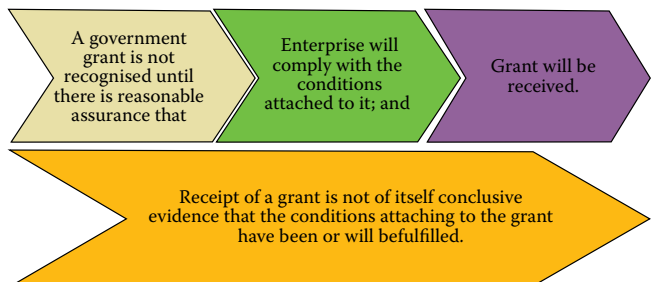 A government
grant is not
recognised until
there is reasonable
assurance that
Enterprise will
comply with the
conditions
attached to it; and
Grant will be
received.
Receipt of a grant is not of itself conclusive
evidence that the conditions attaching to the grant
have been or will befulfilled.